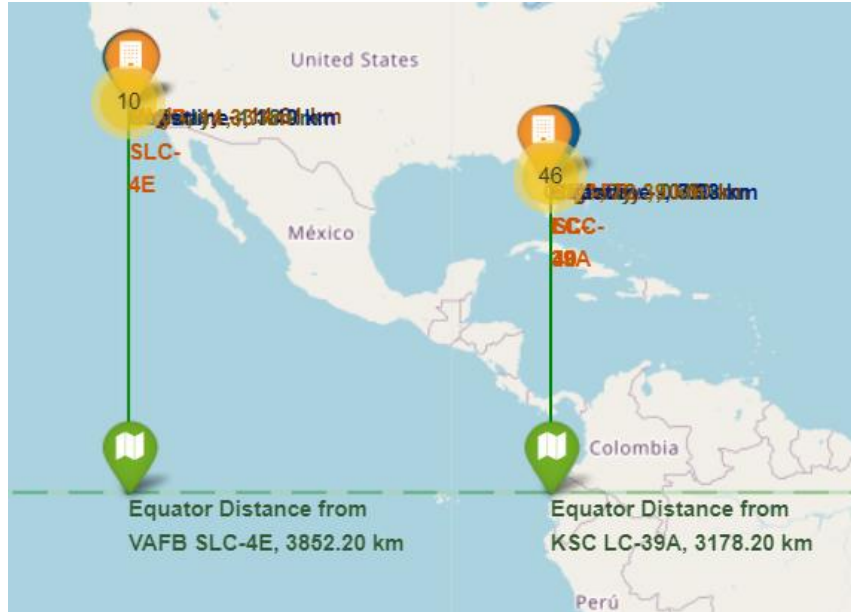 United States
10
SLC-
4E
46
México
Colombia
Equator Distance from
VAFB SLC-4E, 3852.20 km
Equator Distance from
KSC LC-39A, 3178.20 km
Perú